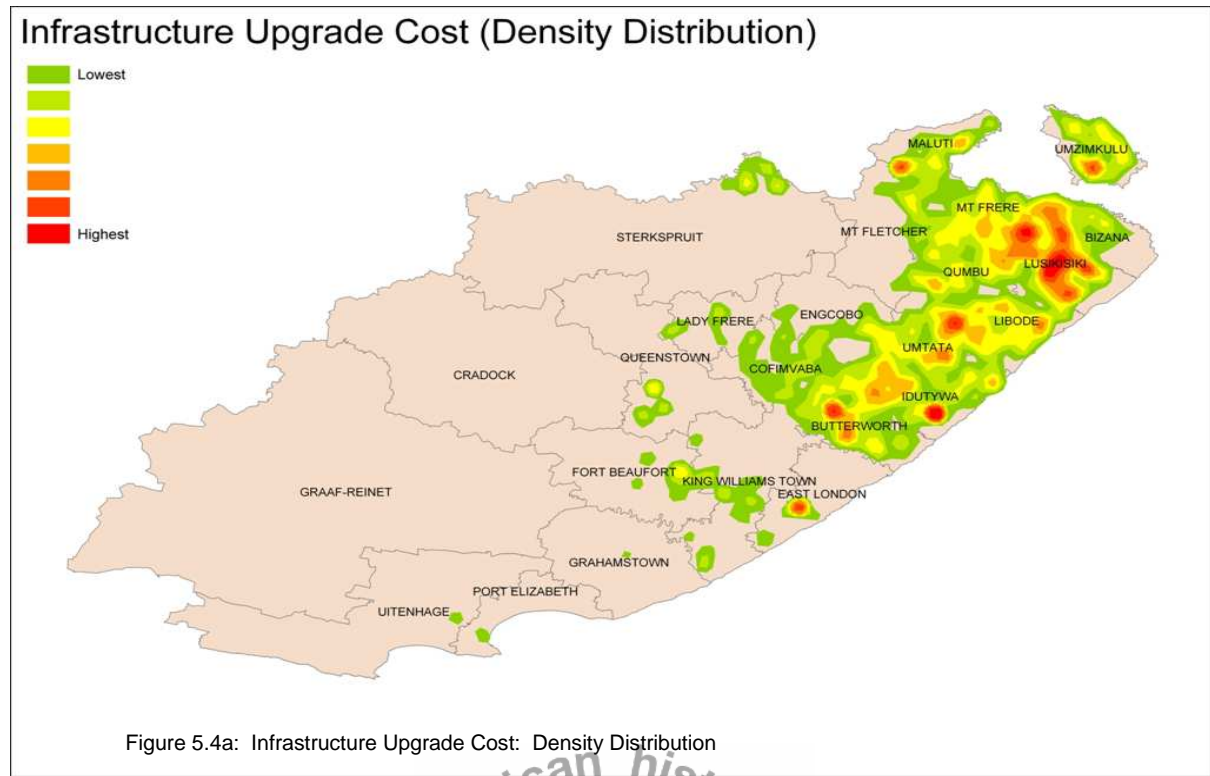 Infrastructure Upgrade Cost (Density Distribution)
Lowest
Highest
MALUTI
UMZIMKULU
MT FRERE
MT FLETCHER
BIZANA
STERKSPRUIT
LUSIKISIKI
QUMBU
LADY FRERE
ENGCOBO
LIBODE
UMTATA
QUEENSTOWN
COFIMVABA
CRADOCK
IDUTYWA
BUTTERWORTH
FORT BEAUFORT
KING WILLIAMS TOWN
GRAAF-REINET
EAST LONDON
GRAHAMSTOWN
PORT ELIZABETH
UITENHAGE
Figure 5.4a: Infrastructure Upgrade Cost: Density Distribution